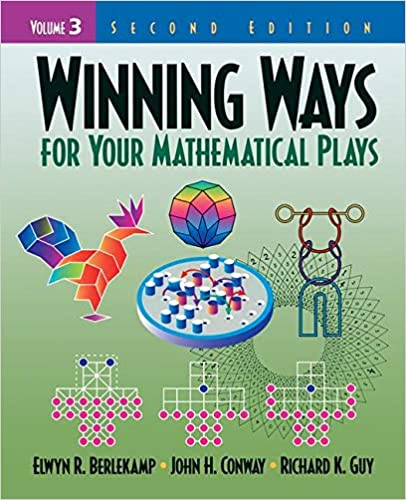 VOLUME 3 SECOND EDITION
WINNING WAYS
FOR YOUR MATHEMATICAL PLAYS
ELWYN R. BERLEKAMP • JOHN H. CONWAY • RICHARD K. GUY